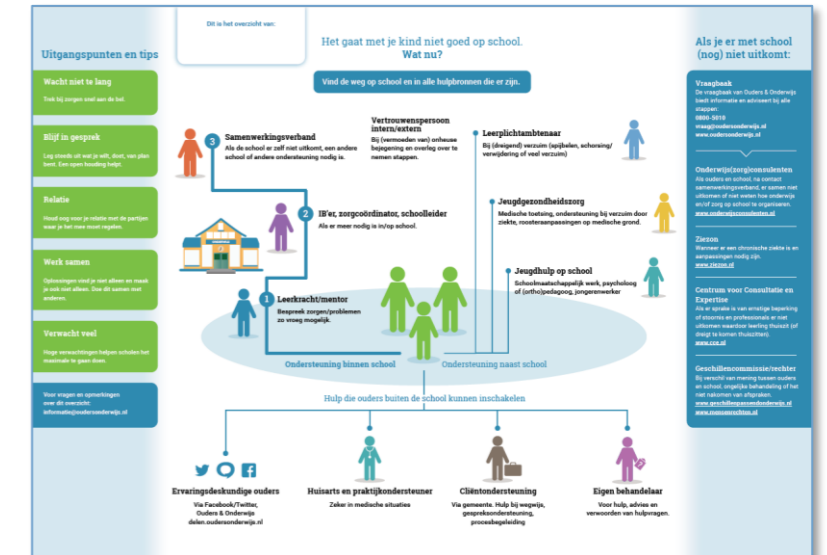 Dit is het overzicht van:
Het gaat met je kind niet goed op school.
Wat nu?
Vind de weg op school en in alle hulpbronnen die er zijn.
Uitgangspunten en tips
Wacht niet te lang
Trek bij zorgen snel aan de bel.
Blijf in gesprek
Leg steeds uit wat je wilt, doet, van plan
bent. Een open houding helpt.
Relatie
Houd oog voor je relatie met de partijen
waar je het mee moet regelen.
Werk samen
Oplossingen vind je niet alleen en maak
je ook niet alleen. Doe dit samen met
anderen.
Verwacht veel
Hoge verwachtingen helpen scholen het
maximale te gaan doen.
Voor vragen en opmerkingen
over dit overzicht:
informatie@oudersonderwijs.nl
3
Samenwerkingsverband
Als de school er zelf niet uitkomt, een andere
school of andere ondersteuning nodig is.
2
IB'er, zorgcoördinator, schoolleider
Als er meer nodig is in/op school.
1
Leerkracht/mentor
Bespreek zorgen/problemen
zo vroeg mogelijk.
Ondersteuning binnen school
Vertrouwenspersoon
intern/extern
Bij (vermoeden van) onheuse
bejegening en overleg over te
nemen stappen.
Leerplichtambtenaar
Bij (dreigend) verzuim (spijbelen, schorsing/
verwijdering of veel verzuim)
Jeugdgezondheidszorg
Medische toetsing, ondersteuning bij verzuim door
ziekte, roosteraanpassingen op medische grond.
Jeugdhulp op school
Schoolmaatschappelijk werk, psycholoog
of (ortho)pedagoog, jongerenwerker
Ondersteuning naast school
Hulp die ouders buiten de school kunnen inschakelen
Ervaringsdeskundige ouders
Via Facebook/Twitter,
Ouders & Onderwijs
delen.oudersonderwijs.nl
Huisarts en praktijkondersteuner
Zeker in medische situaties
Cliëntondersteuning
Via gemeente. Hulp bij wegwijs,
gespreksondersteuning,
procesbegeleiding
Eigen behandelaar
Voor hulp, advies en
verwoorden van hulpvragen.
Als je er met school
(nog) niet uitkomt:
Vraagbaak
De vraagbaak van Ouders & Onderwijs
biedt informatie en adviseert bij alle
stappen:
0800-5010
vraag@oudersonderwijs.nl
www.oudersonderwijs.nl
Onderwijs(zorg)consulenten
Als ouders en school, na contact
samenwerkingsverband, er samen niet
uitkomen of niet weten hoe onderwijs
en/of zorg op school te organiseren.
www.onderwijsconsulenten.nl
Ziezon
Wanneer er een chronische ziekte is en
aanpassingen nodig zijn.
www.ziezon.nl
Centrum voor Consultatie en
Expertise
Als er sprake is van ernstige beperking
of stoornis en professionals er niet
uitkomen waardoor leerling thuiszit (of
dreigt te komen thuiszitten).
www.cce.nl
Geschillencommissie/rechter
Bij verschil van mening tussen ouders
en school, ongelijke behandeling of het
niet nakomen van afspraken.
www.geschillenpassendonderwijs.nl
www.mensenrechten.nl